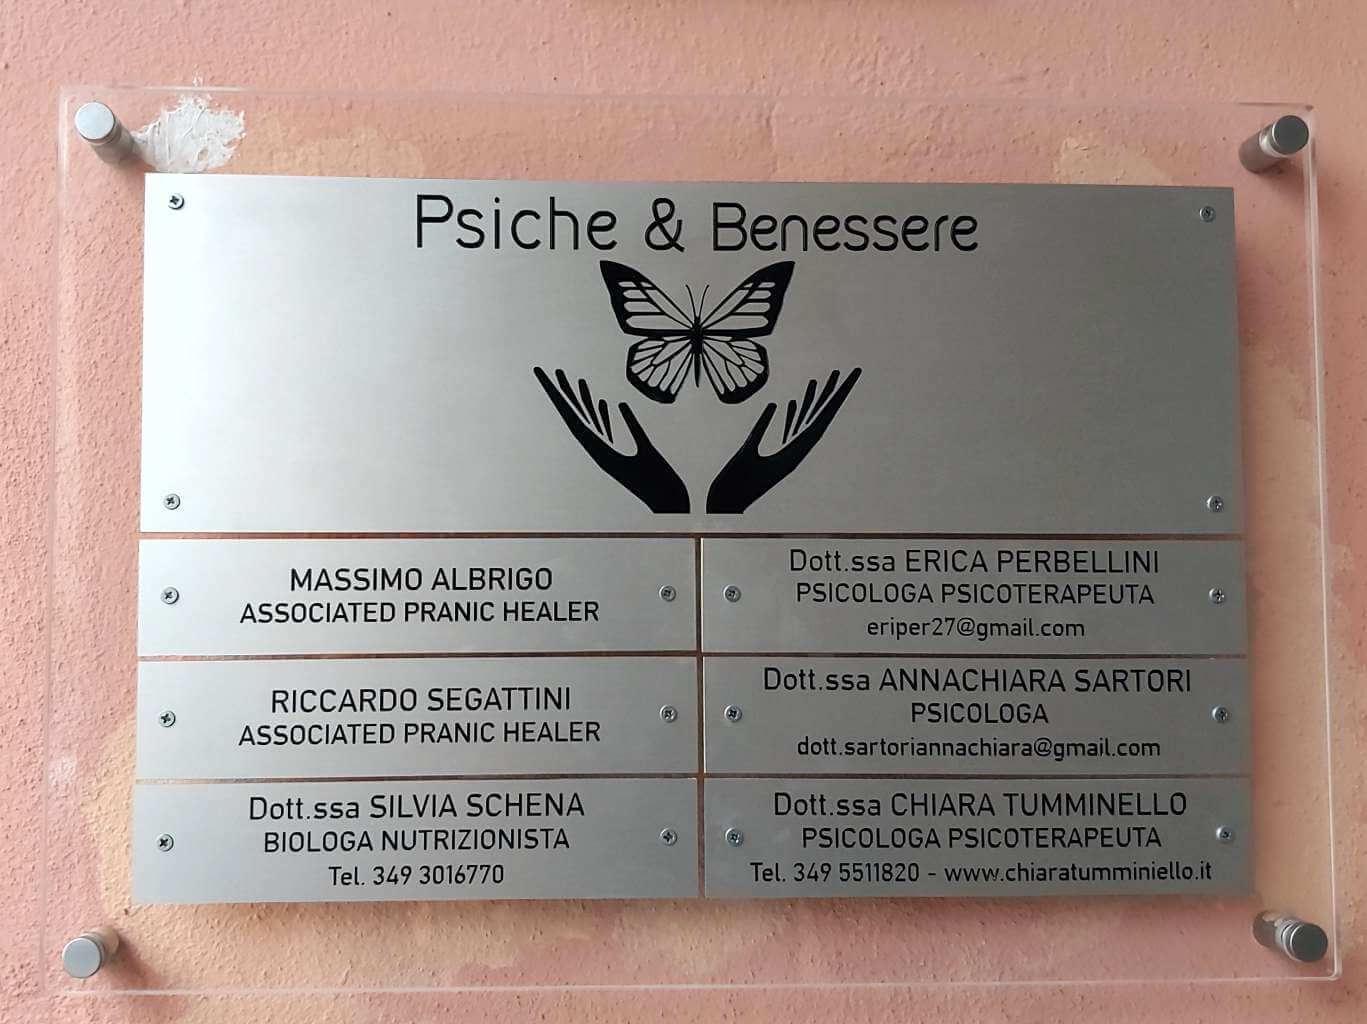 Psiche & Benessere
MASSIMO ALBRIGO
ASSOCIATED PRANIC HEALER
Dott.ssa ERICA PERBELLINI
PSICOLOGA PSICOTERAPEUTA
eriper27@gmail.com
RICCARDO SEGATTINI
ASSOCIATED PRANIC HEALER
Dott.ssa ANNACHIARA SARTORI
PSICOLOGA
dott.sartoriannachiara@gmail.com
Dott.ssa SILVIA SCHENA
BIOLOGA NUTRIZIONISTA
Tel. 349 3016770
Dott.ssa CHIARA TUMMINELLO
PSICOLOGA PSICOTERAPEUTA
Tel. 349 5511820 - www.chiaratumminiello.it